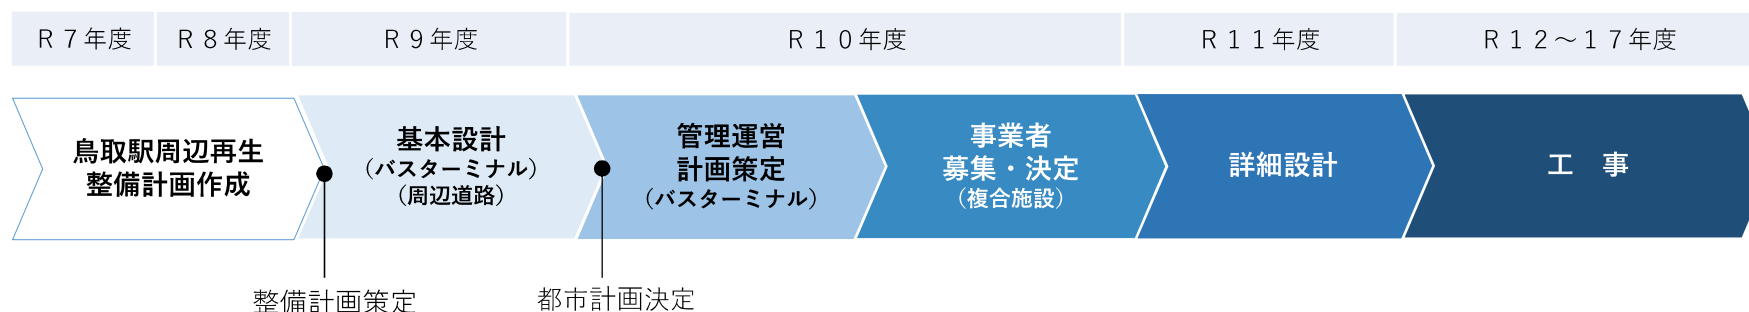 R７年度
R８年度
R９年度
R１０年度
R１１年度
R１２～１７年度
鳥取駅周辺再生
整備計画作成
基本設計
（バスターミナル）
（周辺道路）
管理運営
計画策定
（バスターミナル）
事業者
募集・決定
（複合施設）
詳細設計
工　事
整備計画策定
都市計画決定